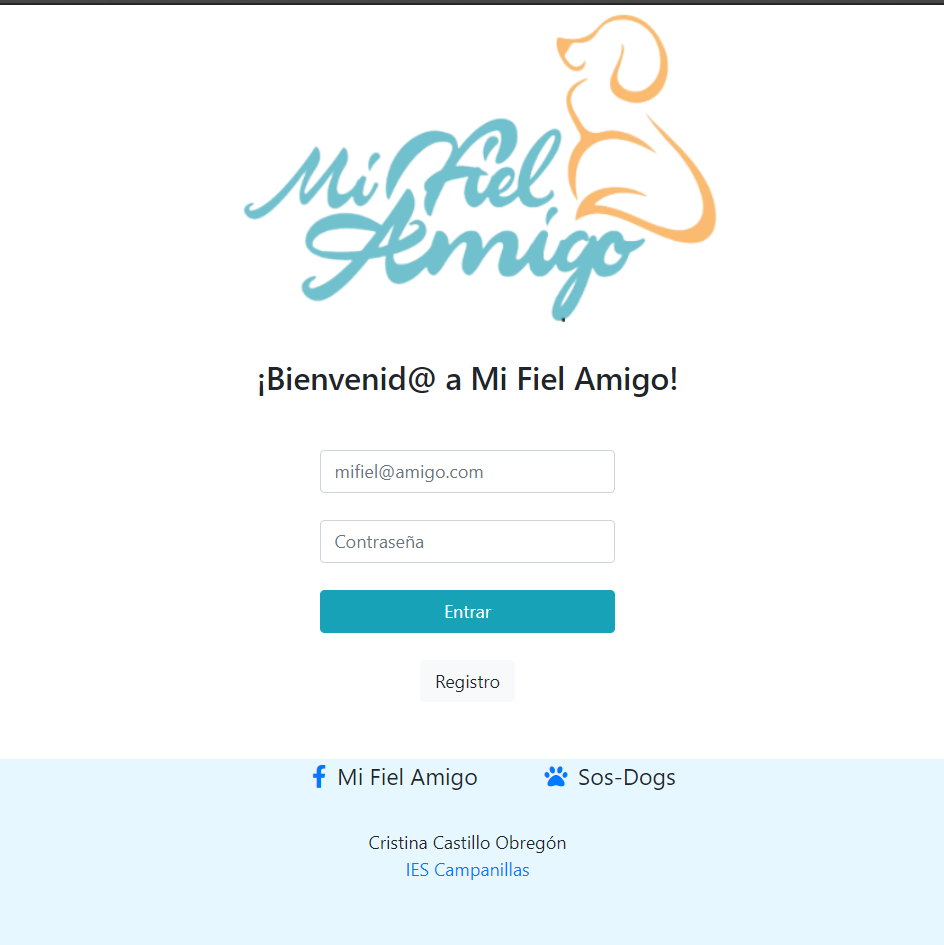 Mi Fiel
Amigo
¡Bienvenid@ a Mi Fiel Amigo!
mifiel@amigo.com
Contraseña
Entrar
Registro
Mi Fiel Amigo Sos-Dogs
Cristina Castillo Obregón
IES Campanillas